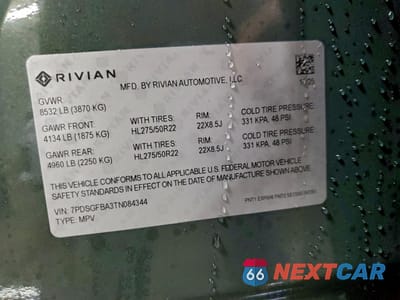 RIVIAN
MFD. BY RIVIAN AUTOMOTIVE, LLC
GVWR
8532 LB (3870 KG)
GAWR FRONT: WITH TIRES: RIM: COLD TIRE PRESSURE:
4134 LB (1875 KG) HL275/50R22 22X8.5J 331 KPA, 48 PSI
GAWR REAR: WITH TIRES: RIM: COLD TIRE PRESSURE:
4960 LB (2250 KG) HL275/50R22 22X8.5J 331 KPA, 48 PSI
THIS VEHICLE CONFORMS TO ALL APPLICABLE U.S. FEDERAL MOTOR VEHICLE
SAFETY STANDARDS IN EFFECT ON THE DATE OF MANUFACTURE SHOWN ABOVE.
VIN: 7PDSGFBA3TN084344
TYPE: MPV
66 NEXTCAR